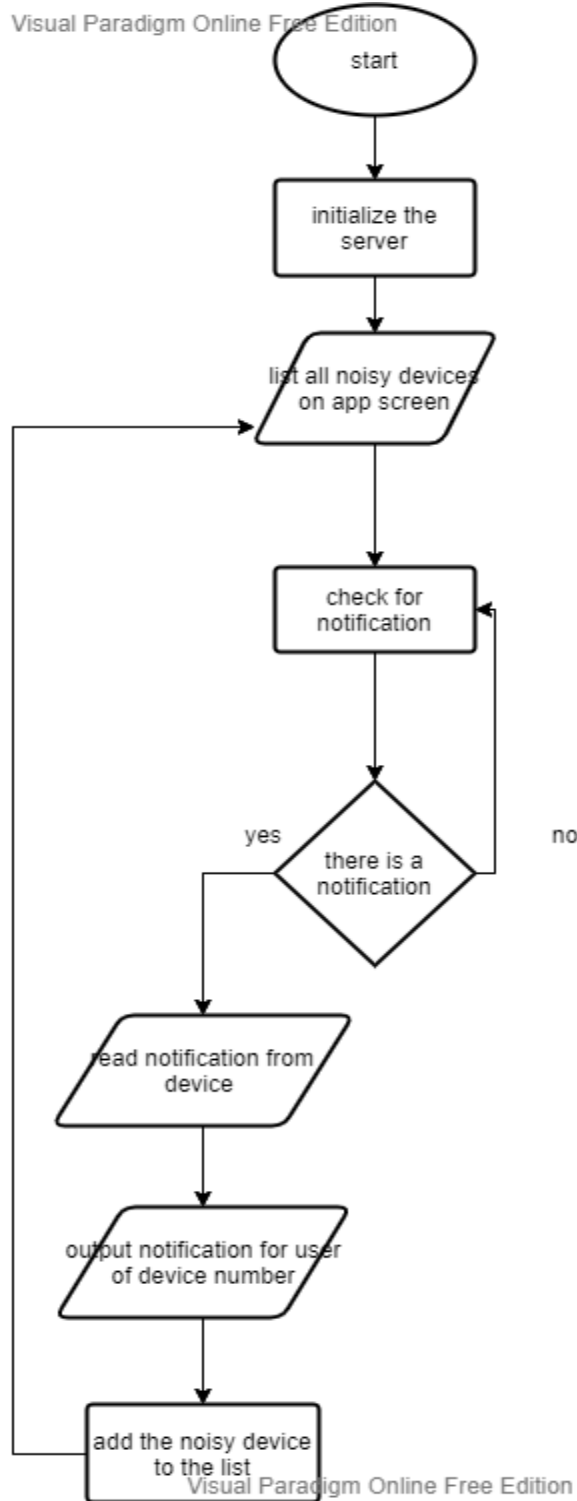 Visual Paradigm Online Free Edition
start
initialize the
server
list all noisy devices
on app screen
check for
notification
yes
no
there is a
notification
read notification from
device
output notification for user
of device number
add the noisy device
to the list
Visual Paradigm Online Free Edition